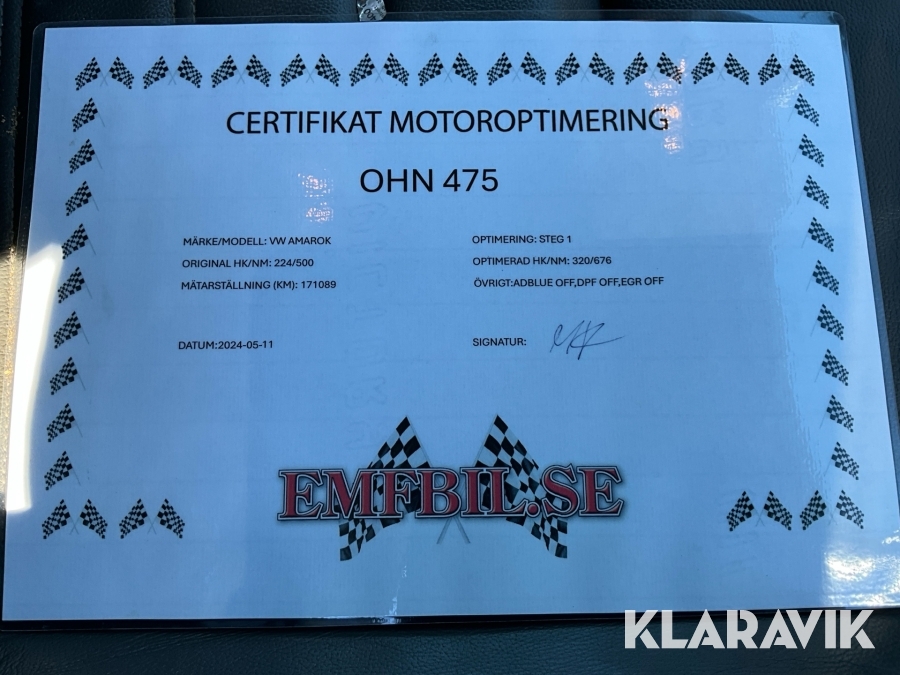 CERTIFIKAT MOTOROPTIMERING
OHN 475
MÄRKE/MODELL: VW AMAROK
OPTIMERING: STEG 1
ORIGINAL HK/NM: 224/500
OPTIMERAD HK/NM: 320/676
MÄTARSTÄLLNING (KM): 171089
ÖVRIGT:ADBLUE OFF,DPF OFF,EGR OFF
DATUM:2024-05-11
SIGNATUR:
EMFBIL.SE
KLARAVIK